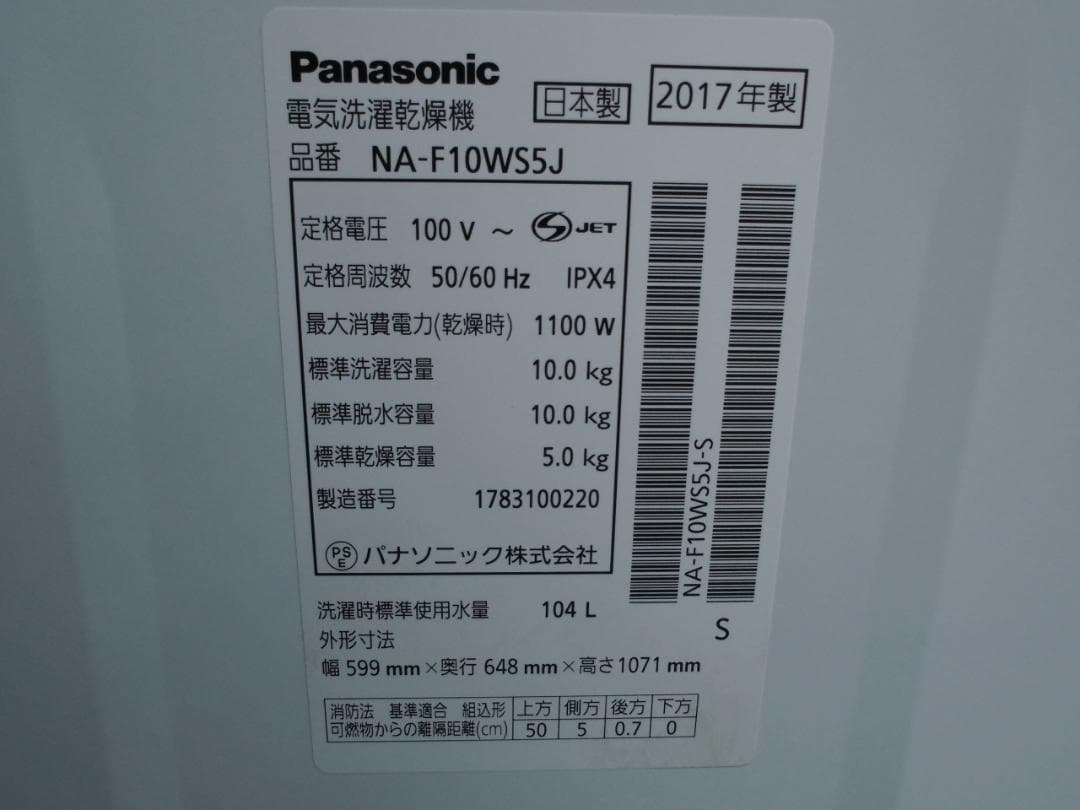 Panasonic
電気洗濯乾燥機 日本製 2017年製
品番 NA-F10WS5J
定格電圧 100 V ～ S JET
定格周波数 50/60 Hz IPX4
最大消費電力(乾燥時) 1100 W
標準洗濯容量 10.0 kg
標準脱水容量 10.0 kg
標準乾燥容量 5.0 kg
製造番号 1783100220
PSE パナソニック株式会社
NA-F10WS5J-S
洗濯時標準使用水量 104 L
S
外形寸法
幅 599 mm×奥行 648 mm×高さ1071 mm
消防法 基準適合 組込形 上方 側方 後方 下方
可燃物からの離隔距離(cm) 50 5 0.7 0